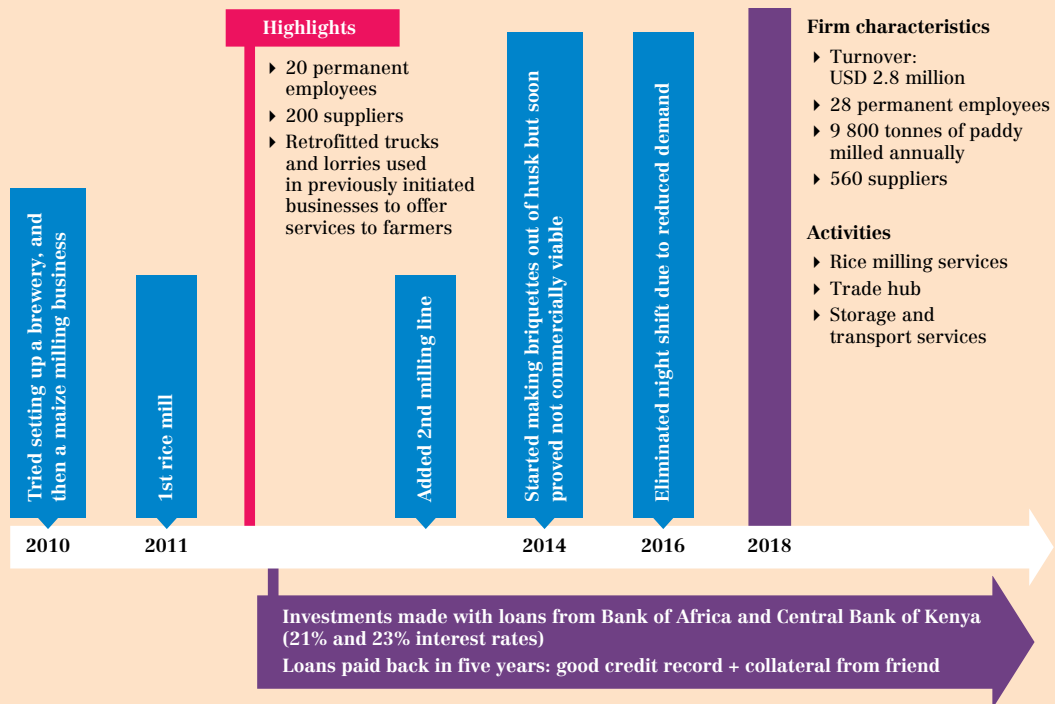 Highlights
20 permanent
employees
200 suppliers
Retrofitted trucks
and lorries used
in previously initiated
businesses to offer
services to farmers
Firm characteristics
Turnover:
USD 2.8 million
28 permanent employees
9 800 tonnes of paddy
milled annually
560 suppliers
Activities
Rice milling services
Trade hub
Storage and
transport services
Tried setting up a brewery, and
then a maize milling business
1st rice mill
Added 2nd milling line
Started making briquettes out of husk but soon
proved not commercially viable
Eliminated night shift due to reduced demand
2010
2011
2014
2016
2018
Investments made with loans from Bank of Africa and Central Bank of Kenya
(21% and 23% interest rates)
Loans paid back in five years: good credit record + collateral from friend